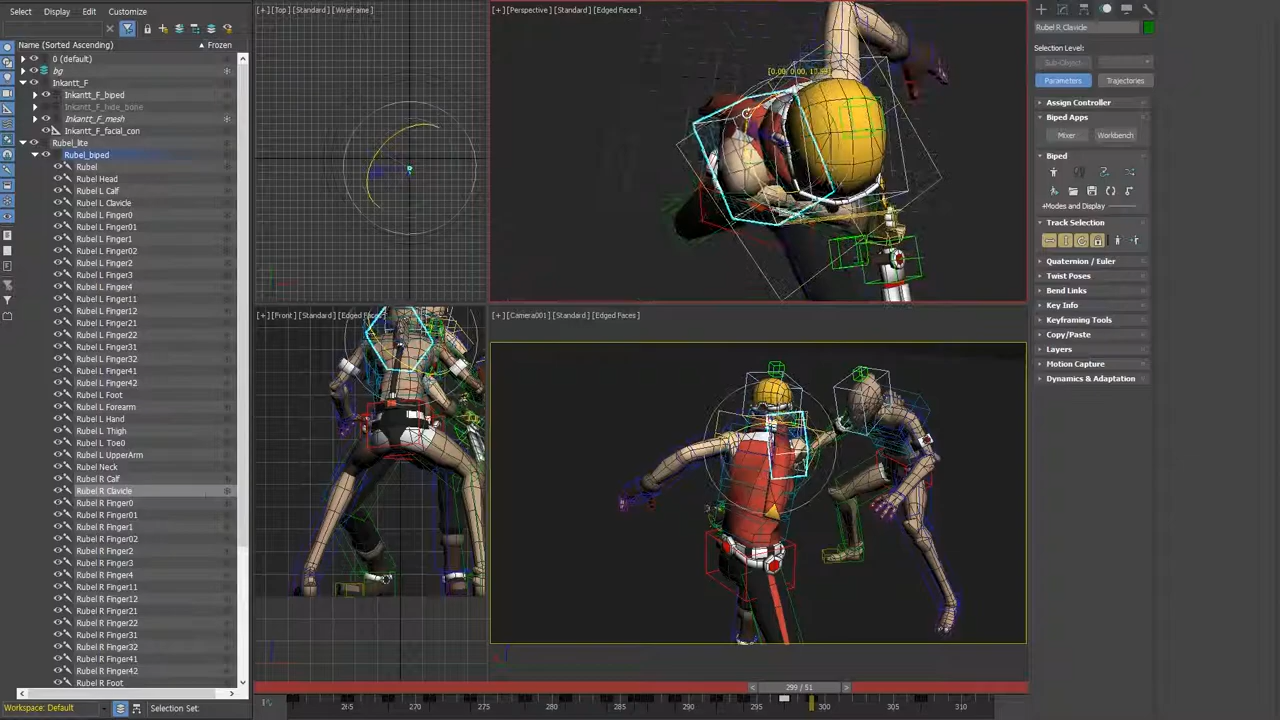 Select Display Edit Customize
Name (Sorted Ascending) ▲ Frozen
0 (default)
bg
Inkantt_F
Inkantt_F_biped
Inkantt_F_hide_bone
Inkantt_F_mesh
Inkantt_F_facial_con
Rubel_lite
Rubel_biped
Rubel
Rubel Head
Rubel L Calf
Rubel L Clavicle
Rubel L Finger0
Rubel L Finger01
Rubel L Finger1
Rubel L Finger02
Rubel L Finger2
Rubel L Finger3
Rubel L Finger4
Rubel L Finger11
Rubel L Finger12
Rubel L Finger21
Rubel L Finger22
Rubel L Finger31
Rubel L Finger32
Rubel L Finger41
Rubel L Finger42
Rubel L Foot
Rubel L Forearm
Rubel L Hand
Rubel L Thigh
Rubel L Toe0
Rubel L UpperArm
Rubel Neck
Rubel R Calf
Rubel R Clavicle
Rubel R Finger0
Rubel R Finger01
Rubel R Finger1
Rubel R Finger02
Rubel R Finger2
Rubel R Finger3
Rubel R Finger4
Rubel R Finger11
Rubel R Finger12
Rubel R Finger21
Rubel R Finger22
Rubel R Finger31
Rubel R Finger32
Rubel R Finger41
Rubel R Finger42
Rubel R Foot
Workspace: Default
Selection Set:
[+] [Top] [Standard] [Wireframe]
[+] [Perspective] [Standard] [Edged Faces]
[+] [Front] [Standard] [Edged Faces]
[+] [Camera001] [Standard] [Edged Faces]
299 / 51
265 270 275 280 285 290 295 300 305 310
Rubel R Clavicle
Selection Level:
Sub-Object
Parameters Trajectories
Assign Controller
Biped Apps
Mixer Workbench
Biped
+Modes and Display
Track Selection
Quaternion / Euler
Twist Poses
Bend Links
Key Info
Keyframing Tools
Copy/Paste
Layers
Motion Capture
Dynamics & Adaptation